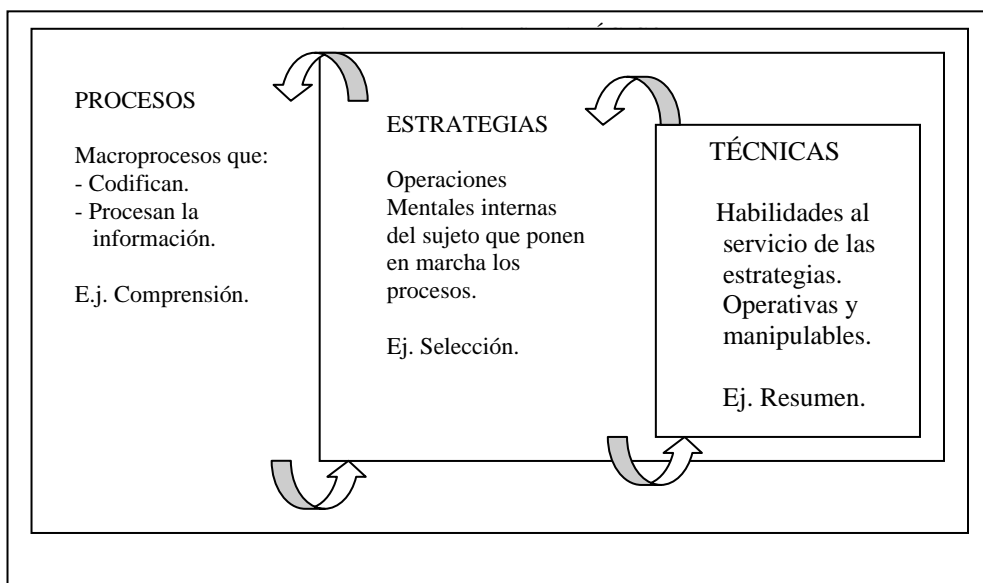 PROCESOS
Macroprocesos que:
- Codifican.
- Procesan la
información.
E.j. Comprensión.
ESTRATEGIAS
Operaciones
Mentales internas
del sujeto que ponen
en marcha los
procesos.
Ej. Selección.
TÉCNICAS
Habilidades al
servicio de las
estrategias.
Operativas y
manipulables.
Ej. Resumen.